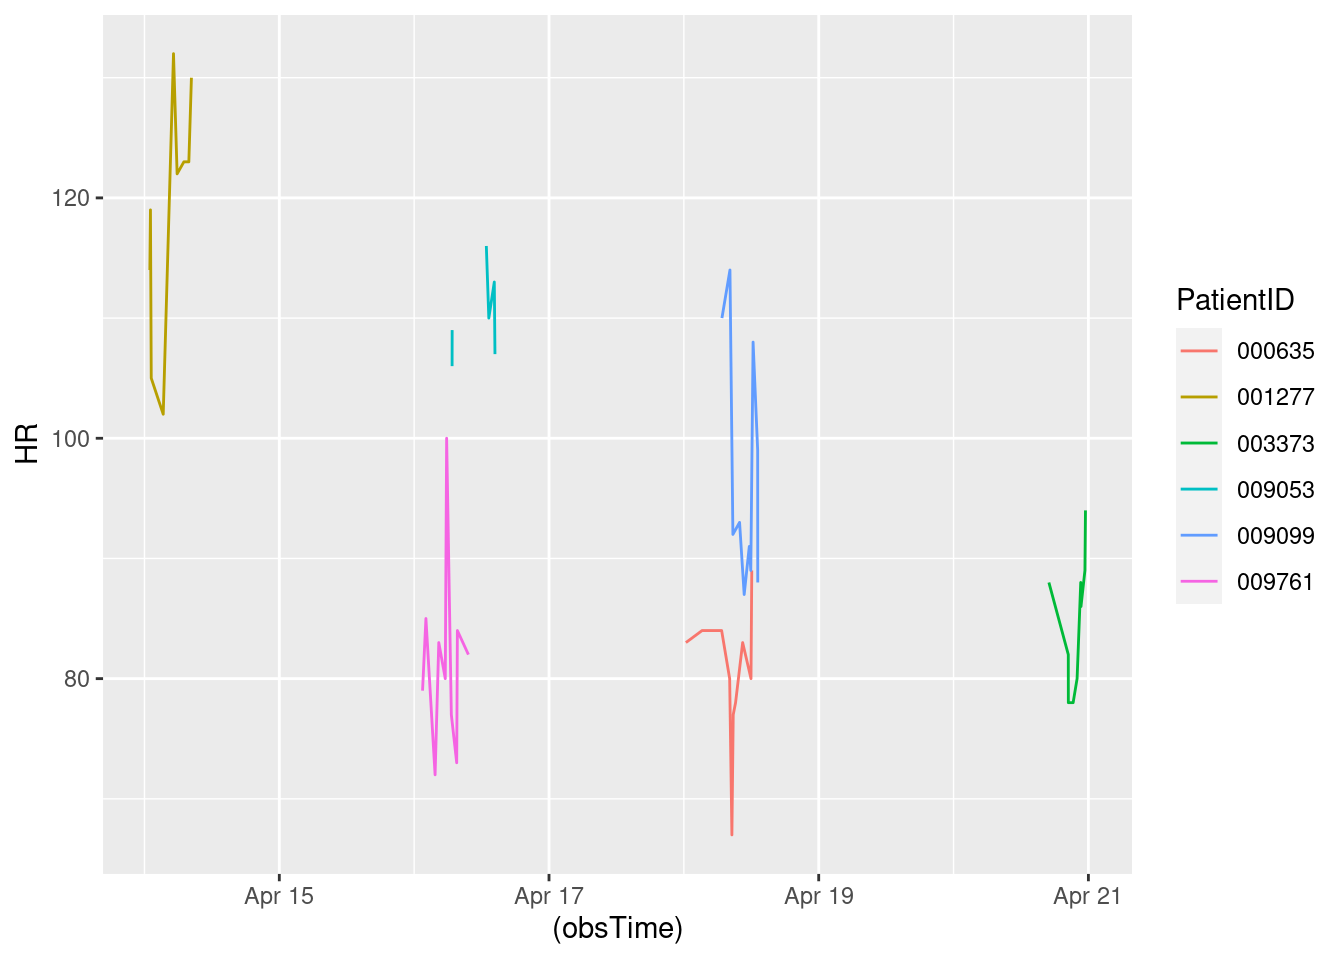 120
100
80
HR
Apr 15
Apr 17
Apr 19
Apr 21
(obsTime)
PatientID
000635
001277
003373
009053
009099
009761